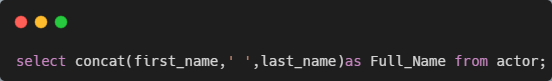 select concat(first_name,' ',last_name)as Full_Name from actor;